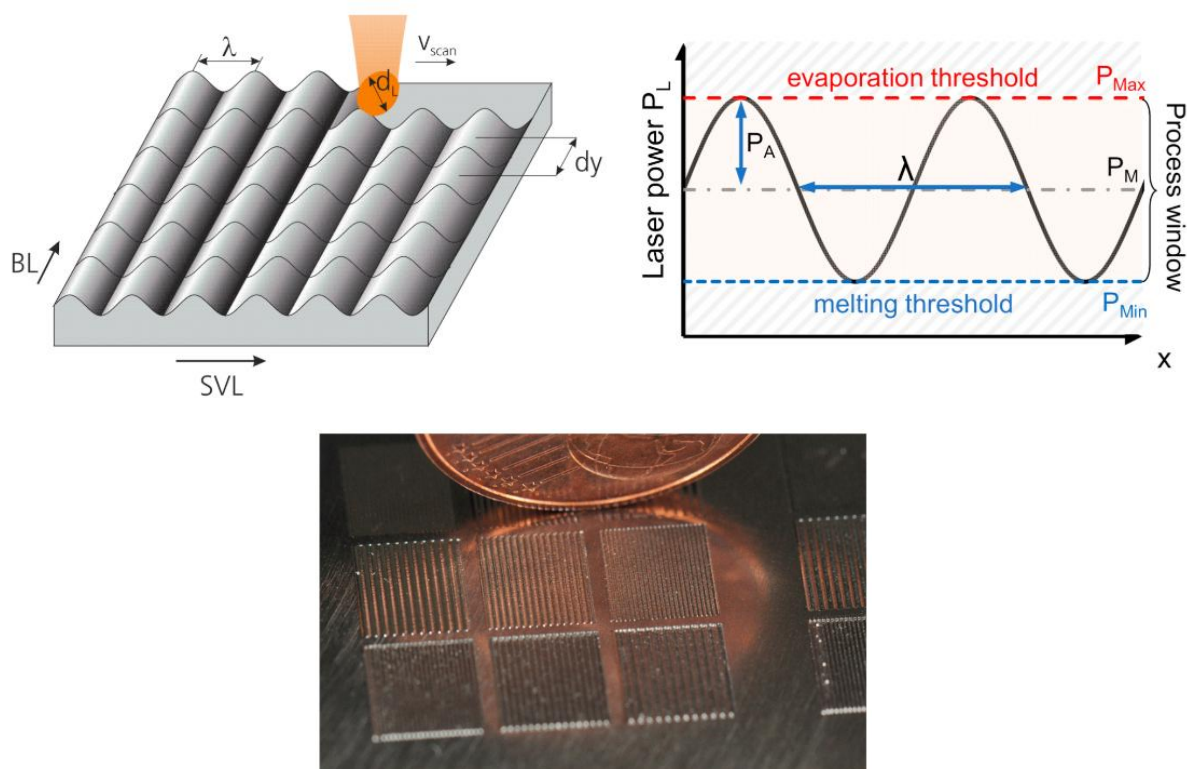 λ
v_scan
d_L
dy
BL
SVL
Laser power P_L
evaporation threshold
P_Max
P_A
λ
P_M
melting threshold
P_Min
Process window
x